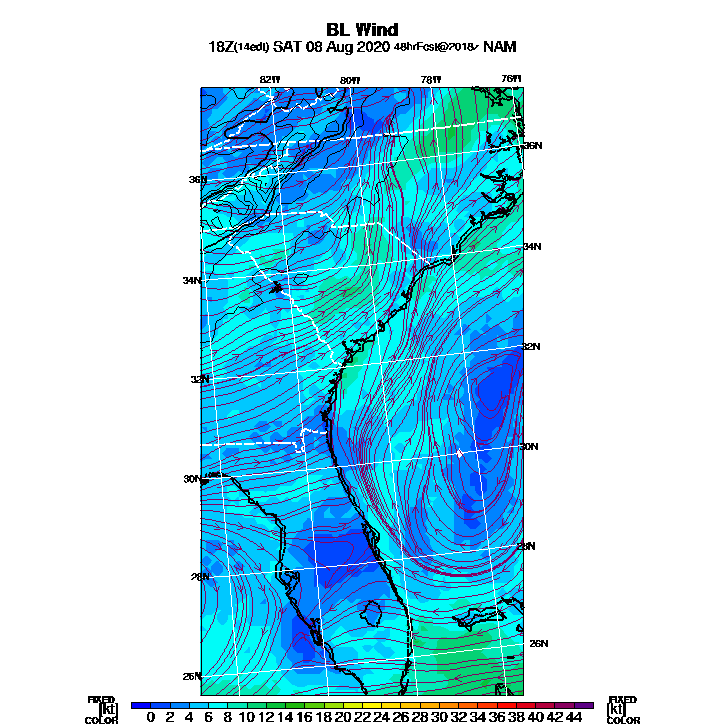 BL Wind
18Z(14edt) SAT 08 Aug 2020 48hrFcst@2018z NAM
82W 80W 78W 76W
36N
36N
34N
34N
32N
32N
30N
30N
28N
28N
26N
26N
FIXED FIXED
[kt] 0 2 4 6 8 10 12 14 16 18 20 22 24 26 28 30 32 34 36 38 40 42 44 [kt]
COLOR COLOR